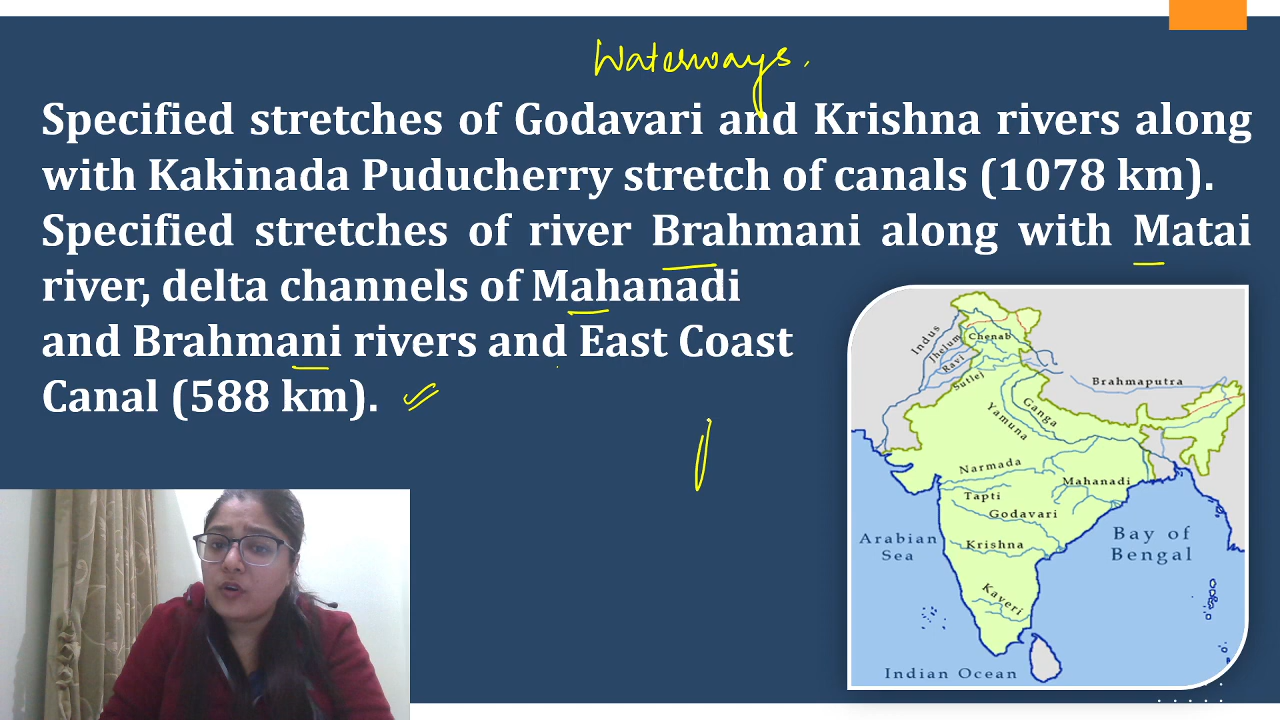 Waterways.
Specified stretches of Godavari and Krishna rivers along
with Kakinada Puducherry stretch of canals (1078 km).
Specified stretches of river Brahmani along with Matai
river, delta channels of Mahanadi
and Brahmani rivers and East Coast
Canal (588 km).
Indus
Jhelum
Chenab
Ravi
Sutlej
Brahmaputra
Ganga
Yamuna
Narmada
Mahanadi
Tapti
Godavari
Arabian
Sea
Bay of
Bengal
Krishna
Kaveri
Indian Ocean